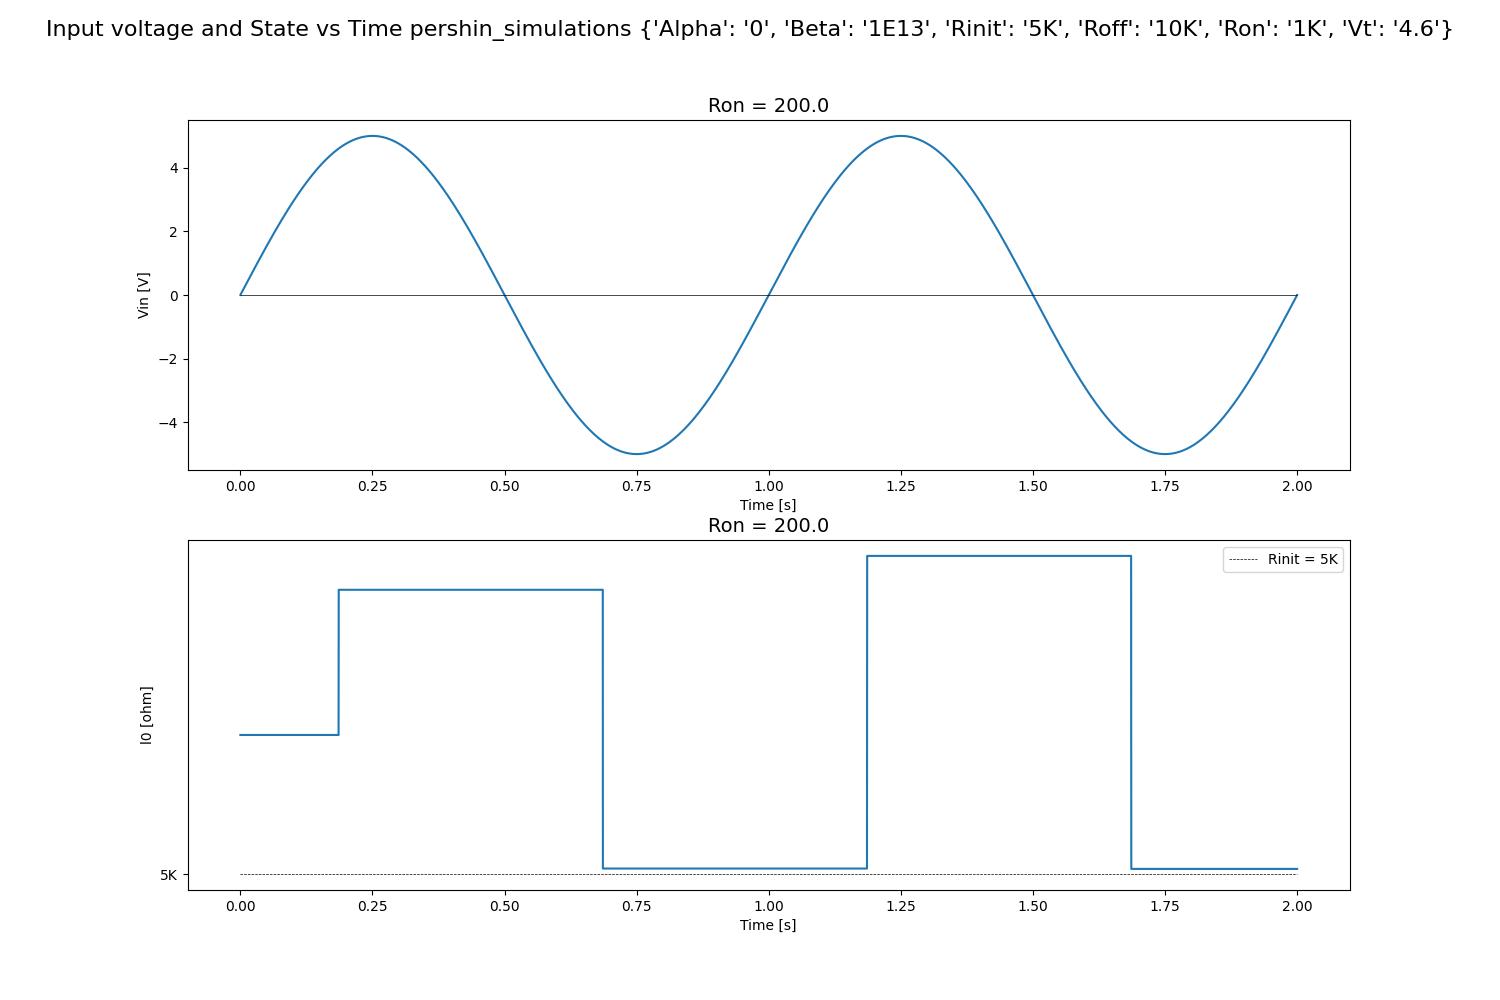 Input voltage and State vs Time pershin_simulations {'Alpha': '0', 'Beta': '1E13', 'Rinit': '5K', 'Roff': '10K', 'Ron': '1K', 'Vt': '4.6'}
Ron = 200.0
4
2
0
−2
−4
Vin [V]
0.00 0.25 0.50 0.75 1.00 1.25 1.50 1.75 2.00
Time [s]
Ron = 200.0
Rinit = 5K
l0 [ohm]
5K
0.00 0.25 0.50 0.75 1.00 1.25 1.50 1.75 2.00
Time [s]